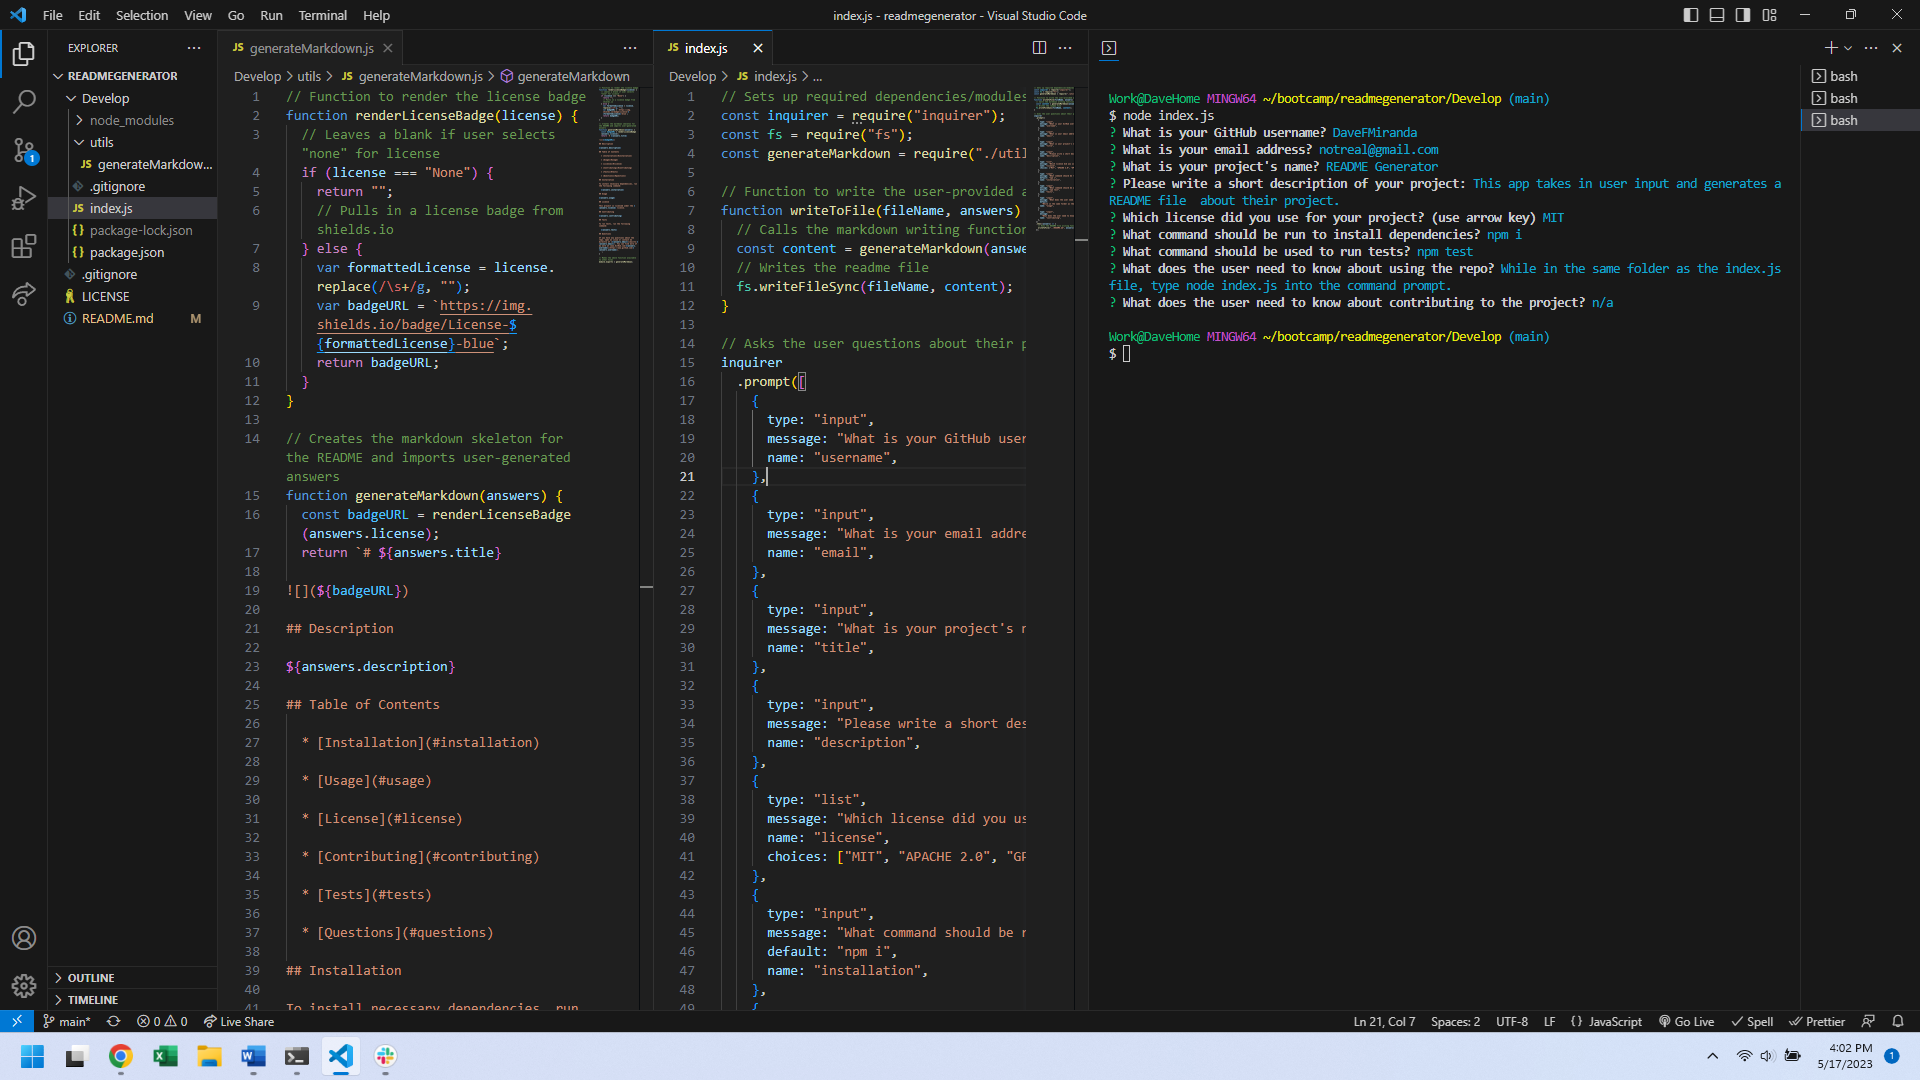 File Edit Selection View Go Run Terminal Help
index.js - readmegenerator - Visual Studio Code
EXPLORER
READMEGENERATOR
Develop
node_modules
utils
JS generateMarkdow...
.gitignore
JS index.js
{} package-lock.json
{} package.json
.gitignore
LICENSE
README.md M
OUTLINE
TIMELINE
JS generateMarkdown.js
Develop > utils > JS generateMarkdown.js > generateMarkdown
1 // Function to render the license badge
2 function renderLicenseBadge(license) {
3 // Leaves a blank if user selects
"none" for license
4 if (license === "None") {
5 return "";
6 // Pulls in a license badge from
shields.io
7 } else {
8 var formattedLicense = license.
replace(/\s+/g, "");
9 var badgeURL = `https://img.
shields.io/badge/License-$
{formattedLicense}-blue`;
10 return badgeURL;
11 }
12 }
13
14 // Creates the markdown skeleton for
the README and imports user-generated
answers
15 function generateMarkdown(answers) {
16 const badgeURL = renderLicenseBadge
(answers.license);
17 return `# ${answers.title}
18
19 ![](${badgeURL})
20
21 ## Description
22
23 ${answers.description}
24
25 ## Table of Contents
26
27 * [Installation](#installation)
28
29 * [Usage](#usage)
30
31 * [License](#license)
32
33 * [Contributing](#contributing)
34
35 * [Tests](#tests)
36
37 * [Questions](#questions)
38
39 ## Installation
40
41 To install necessary dependencies, run
JS index.js
Develop > JS index.js > ...
1 // Sets up required dependencies/modules
2 const inquirer = require("inquirer");
3 const fs = require("fs");
4 const generateMarkdown = require("./util
5
6 // Function to write the user-provided a
7 function writeToFile(fileName, answers)
8 // Calls the markdown writing function
9 const content = generateMarkdown(answe
10 // Writes the readme file
11 fs.writeFileSync(fileName, content);
12 }
13
14 // Asks the user questions about their p
15 inquirer
16 .prompt([
17 {
18 type: "input",
19 message: "What is your GitHub user
20 name: "username",
21 },
22 {
23 type: "input",
24 message: "What is your email addre
25 name: "email",
26 },
27 {
28 type: "input",
29 message: "What is your project's n
30 name: "title",
31 },
32 {
33 type: "input",
34 message: "Please write a short des
35 name: "description",
36 },
37 {
38 type: "list",
39 message: "Which license did you us
40 name: "license",
41 choices: ["MIT", "APACHE 2.0", "GP
42 },
43 {
44 type: "input",
45 message: "What command should be r
46 default: "npm i",
47 name: "installation",
48 },
49 {
Work@DaveHome MINGW64 ~/bootcamp/readmegenerator/Develop (main)
$ node index.js
? What is your GitHub username? DaveFMiranda
? What is your email address? notreal@gmail.com
? What is your project's name? README Generator
? Please write a short description of your project: This app takes in user input and generates a
README file  about their project.
? Which license did you use for your project? (use arrow key) MIT
? What command should be run to install dependencies? npm i
? What command should be used to run tests? npm test
? What does the user need to know about using the repo? While in the same folder as the index.js
file, type node index.js into the command prompt.
? What does the user need to know about contributing to the project? n/a
Work@DaveHome MINGW64 ~/bootcamp/readmegenerator/Develop (main)
$
bash
bash
bash
main* 0 0 Live Share
Ln 21, Col 7 Spaces: 2 UTF-8 LF {} JavaScript Go Live Spell Prettier
4:02 PM
5/17/2023
1